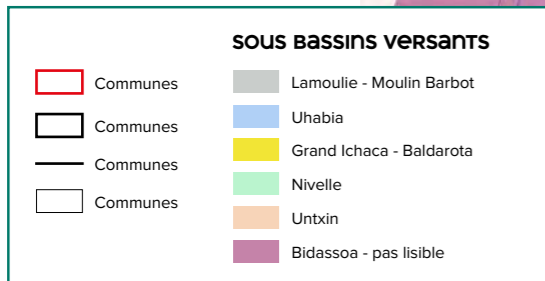 sous bassins versants
Communes
Communes
Communes
Communes
Lamoulie - Moulin Barbot
Uhabia
Grand Ichaca - Baldarota
Nivelle
Untxin
Bidassoa - pas lisible